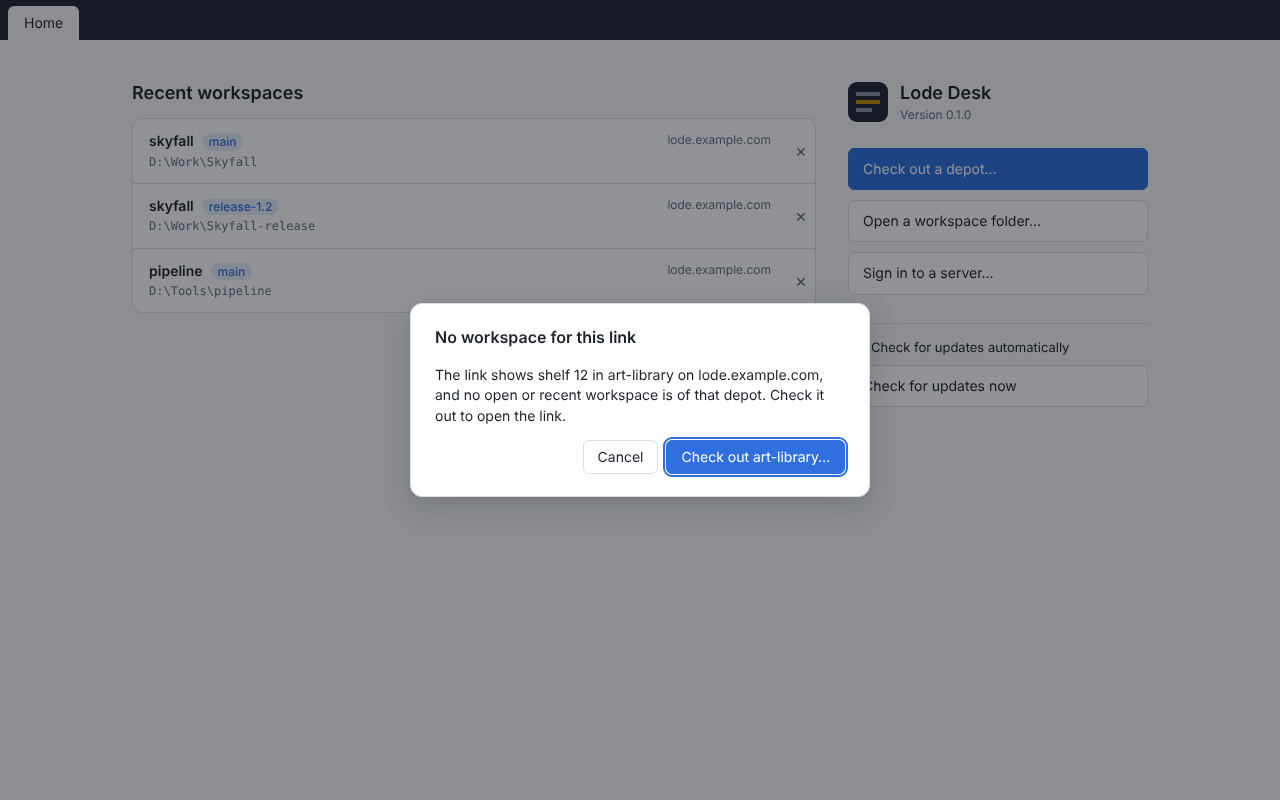 Home
Recent workspaces
skyfall main lode.example.com
D:\Work\Skyfall
skyfall release-1.2 lode.example.com
D:\Work\Skyfall-release
pipeline main lode.example.com
D:\Tools\pipeline
Lode Desk
Version 0.1.0
Check out a depot...
Open a workspace folder...
Sign in to a server...
Check for updates automatically
Check for updates now
No workspace for this link
The link shows shelf 12 in art-library on lode.example.com,
and no open or recent workspace is of that depot. Check it
out to open the link.
Cancel
Check out art-library...